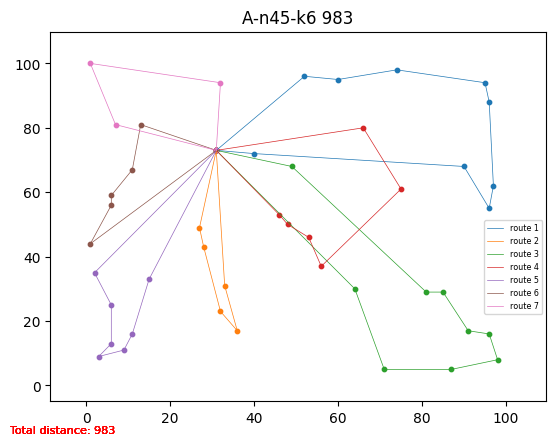 A-n45-k6 983
100
80
60
40
20
0
0 20 40 60 80 100
route 1
route 2
route 3
route 4
route 5
route 6
route 7
Total distance: 983